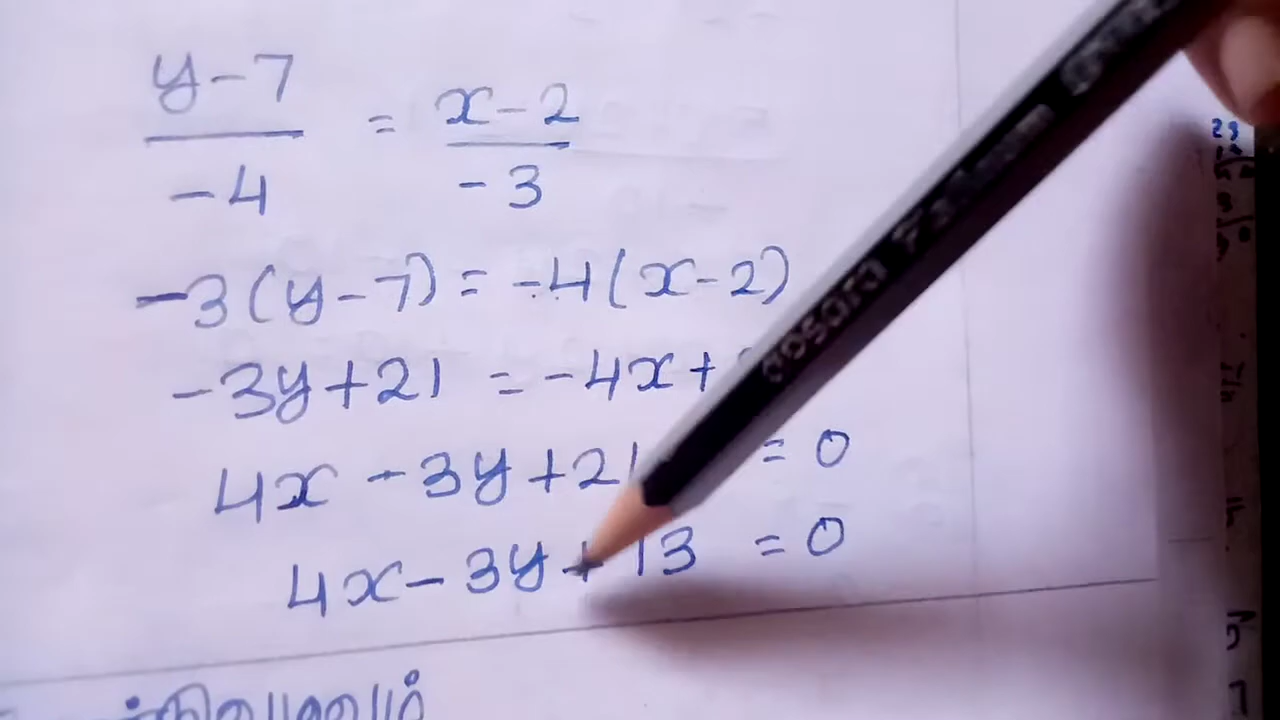 y-7 = x-2
-4 -3
-3(y-7) = -4(x-2)
-3y+21 = -4x+
4x -3y+21 = 0
4x-3y+13 = 0